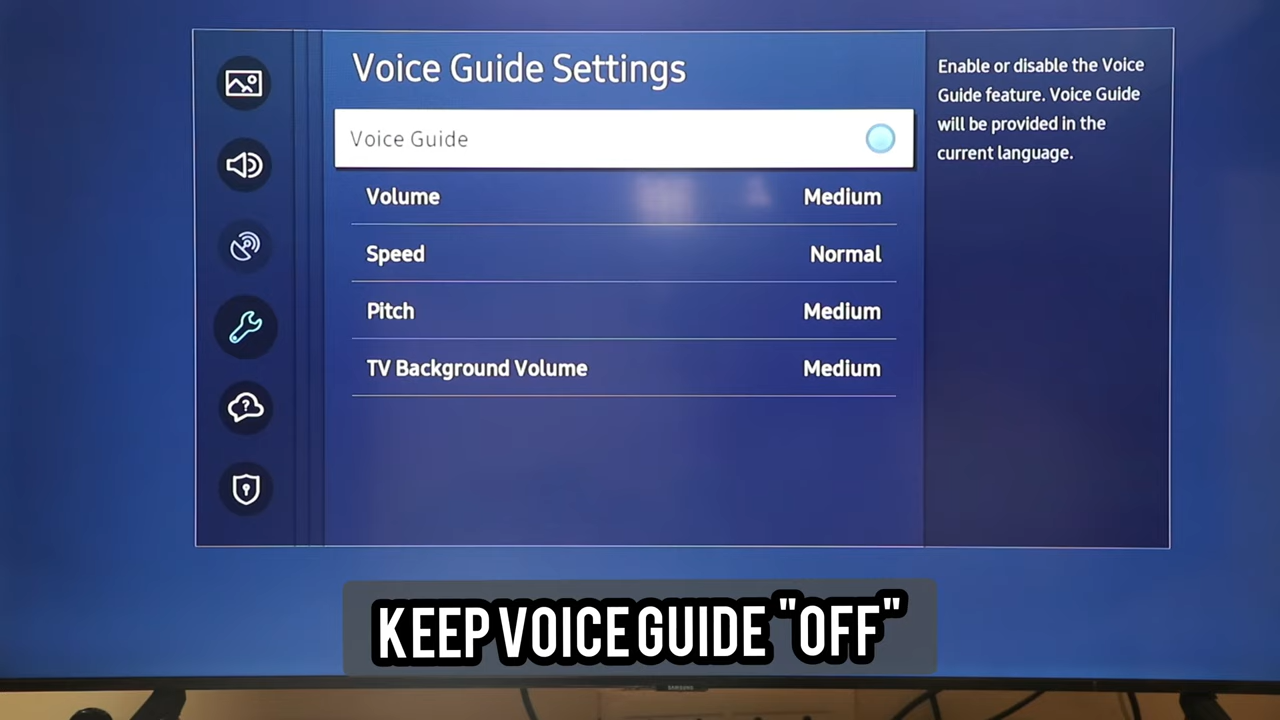 Voice Guide Settings
Voice Guide
Volume Medium
Speed Normal
Pitch Medium
TV Background Volume Medium
Enable or disable the Voice
Guide feature. Voice Guide
will be provided in the
current language.
KEEP VOICE GUIDE "OFF"
SAMSUNG